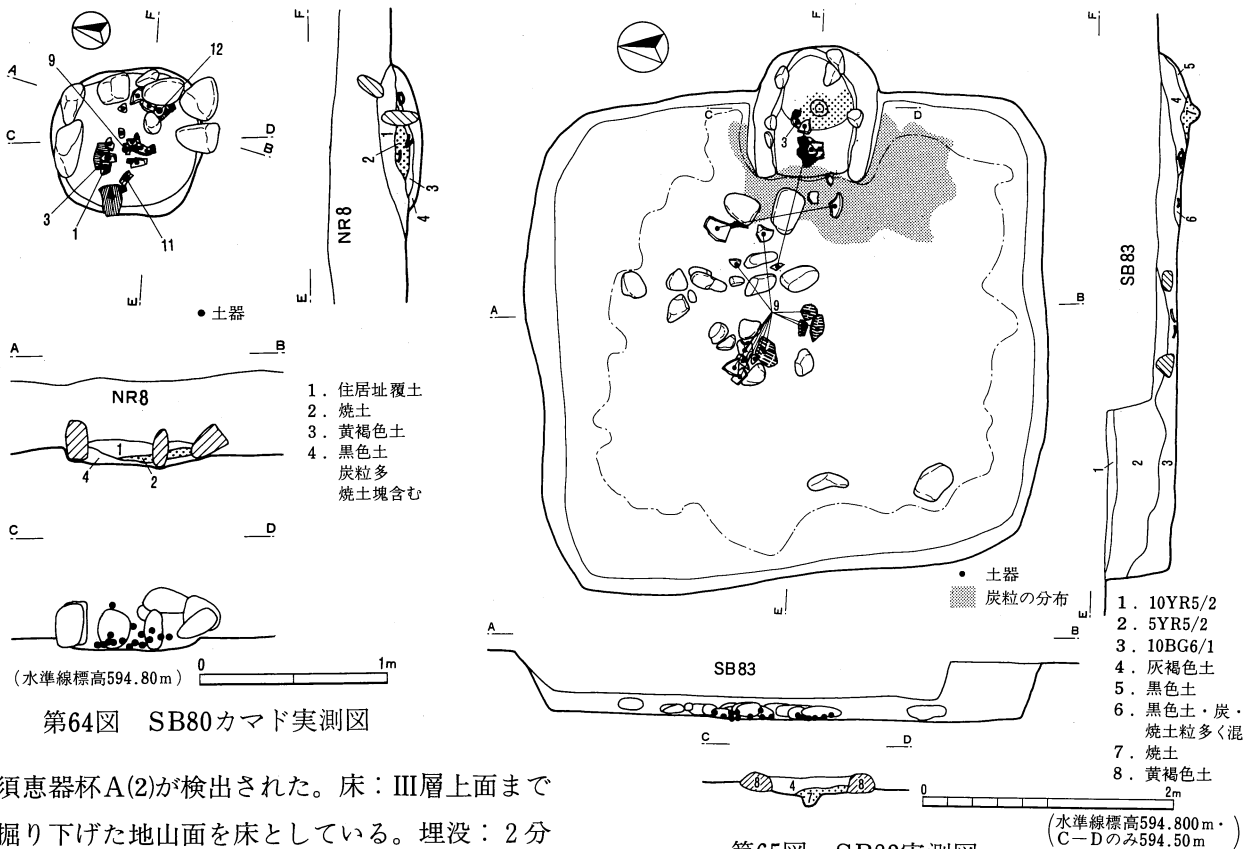 F
A
C
9
12
D
B
3
1
11
E
●土器
F
NR8
1
2
3
4
E
A
B
NR8
1
4
2
1．住居址覆土
2．焼土
3．黄褐色土
4．黒色土
炭粒多
焼土塊含む
C
D
(水準線標高594.80m)
0
1m
第64図　SB80カマド実測図
須恵器杯A(2)が検出された。床：Ⅲ層上面まで
掘り下げた地山面を床としている。埋没：2分
F
C
D
3
A
B
9
E
● 土器
炭粒の分布
F
5
4
6
SB83
1
2
3
E
A
B
SB83
C
D
8
4
7
8
1．10YR5/2
2．5YR5/2
3．10BG6/1
4．灰褐色土
5．黒色土
6．黒色土・炭・
焼土粒多く混
7．焼土
8．黄褐色土
0
2m
(水準線標高594.800m・
C－Dのみ594.50m)